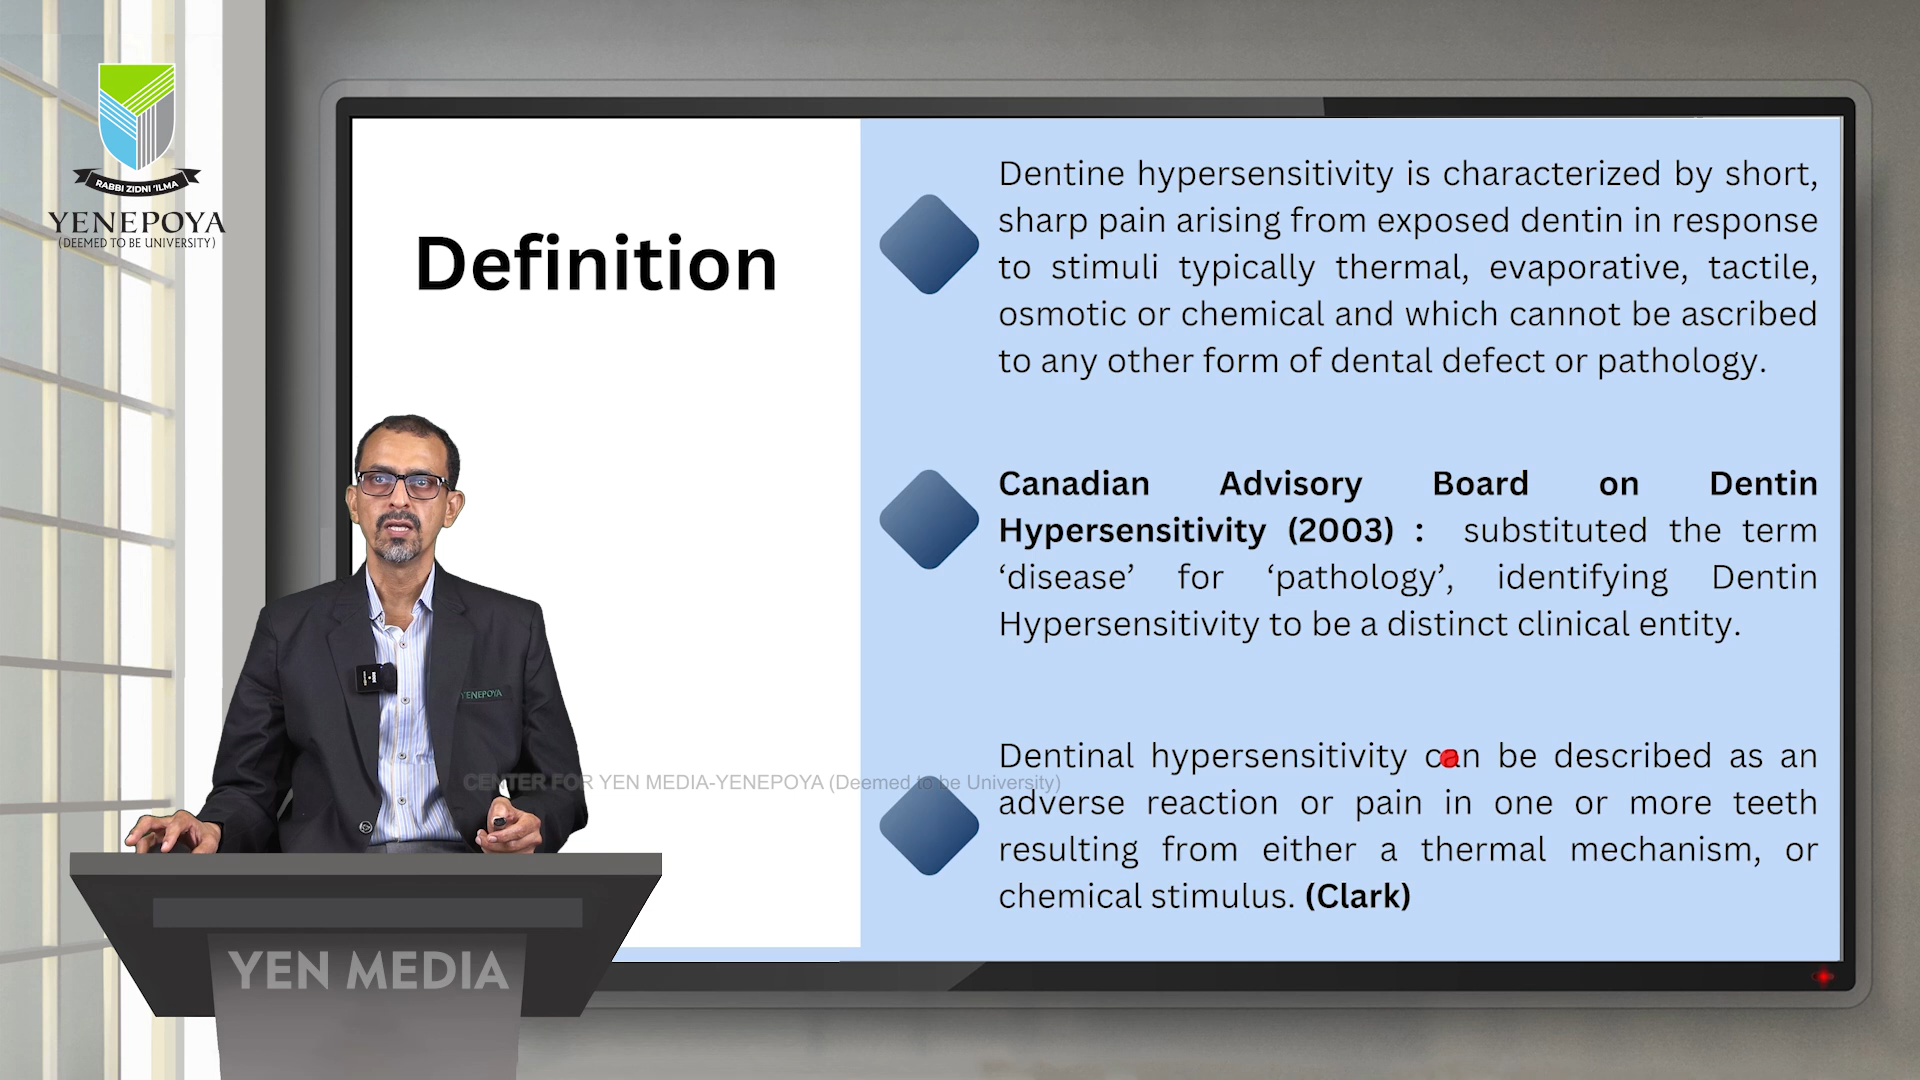 RABBI ZIDNI 'ILMA
YENEPOYA
(DEEMED TO BE UNIVERSITY)
Definition
Dentine hypersensitivity is characterized by short,
sharp pain arising from exposed dentin in response
to stimuli typically thermal, evaporative, tactile,
osmotic or chemical and which cannot be ascribed
to any other form of dental defect or pathology.
Canadian Advisory Board on Dentin
Hypersensitivity (2003) : substituted the term
‘disease’ for ‘pathology’, identifying Dentin
Hypersensitivity to be a distinct clinical entity.
Dentinal hypersensitivity can be described as an
adverse reaction or pain in one or more teeth
resulting from either a thermal mechanism, or
chemical stimulus. (Clark)
YENEPOYA
CENTER FOR YEN MEDIA-YENEPOYA (Deemed to be University)
YEN MEDIA